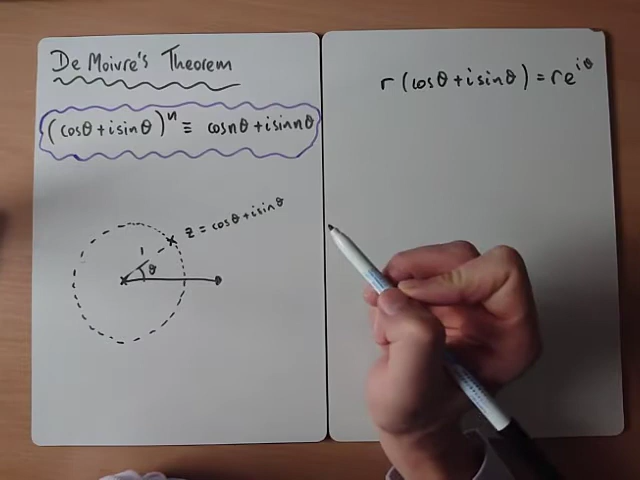 De Moivre's Theorem
(cosθ + isinθ)ⁿ ≡ cosnθ + isinnθ
z = cosθ + isinθ
1
θ
r(cosθ + isinθ) = re^{iθ}